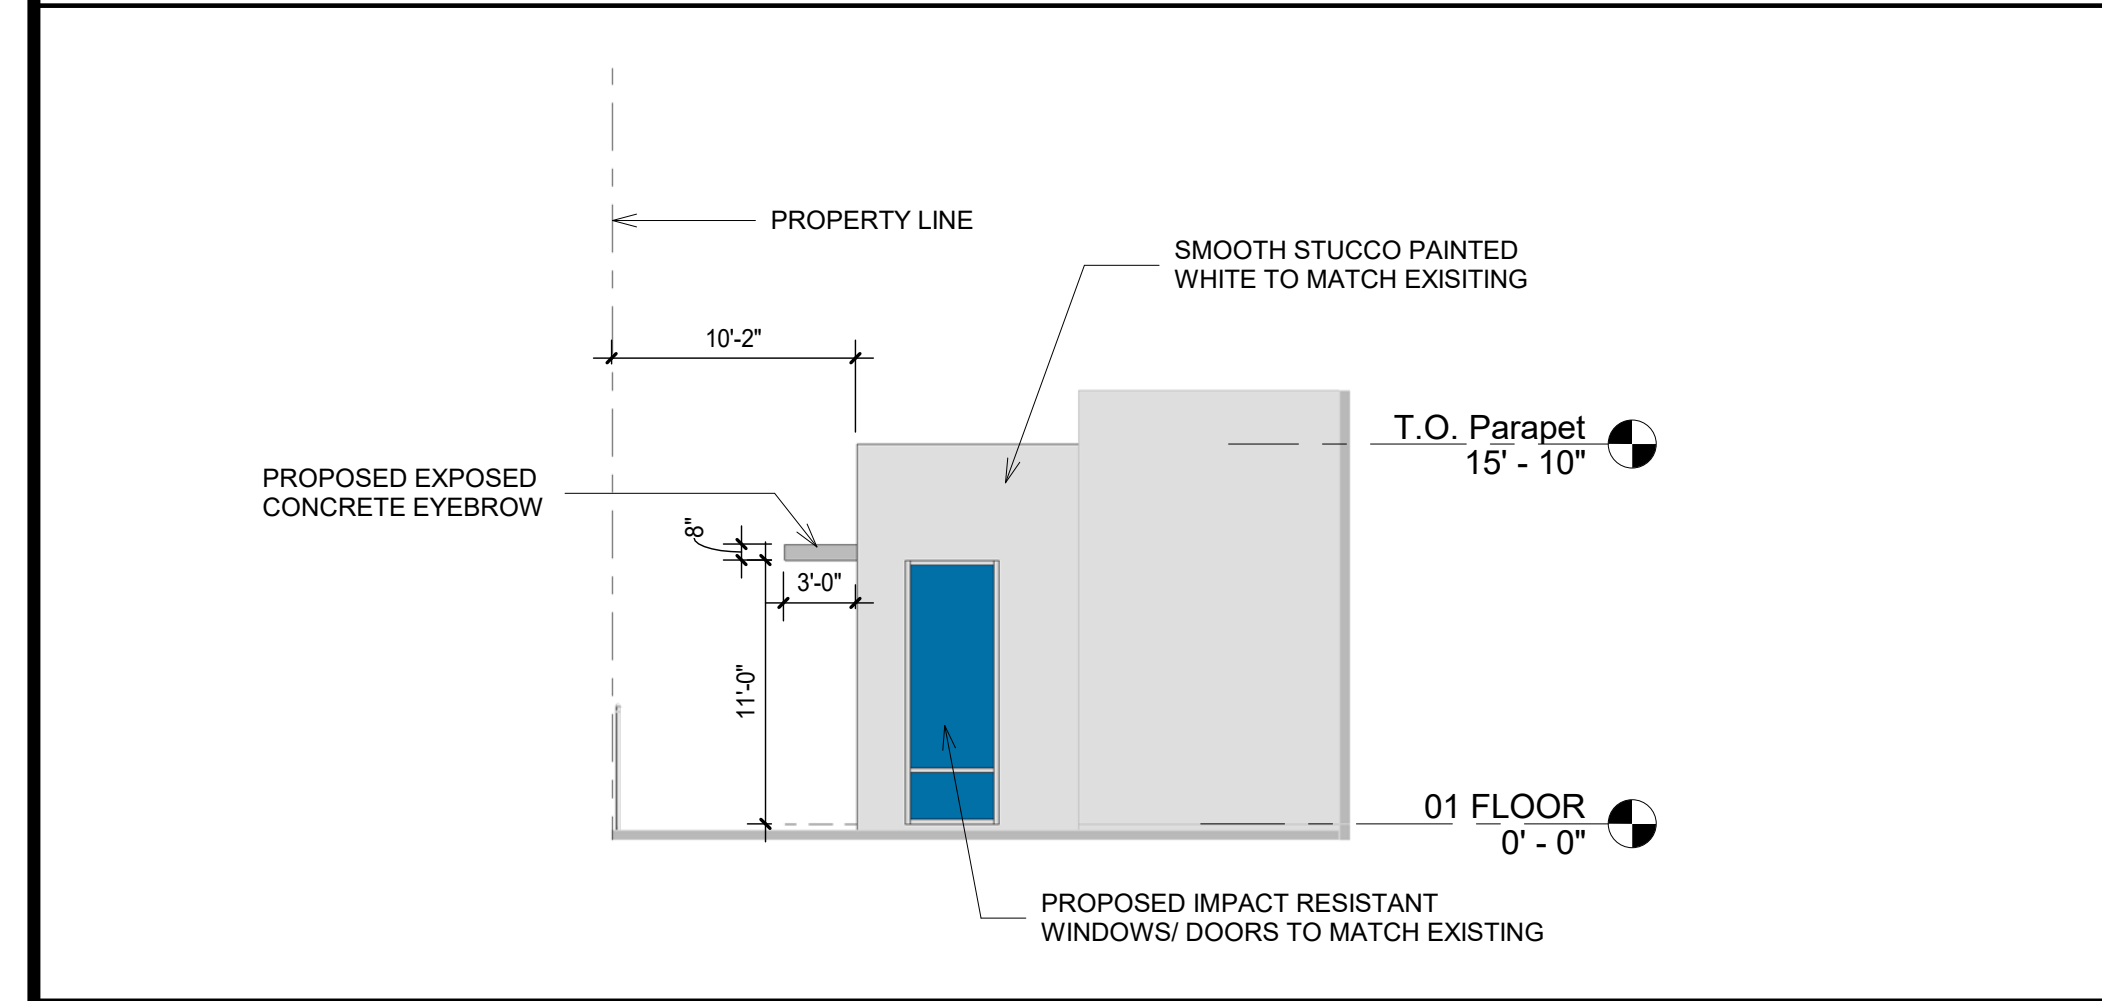 PROPERTY LINE
SMOOTH STUCCO PAINTED
WHITE TO MATCH EXISITING
10'-2"
T.O. Parapet
15' - 10"
PROPOSED EXPOSED
CONCRETE EYEBROW
8"
3'-0"
11'-0"
01 FLOOR
0' - 0"
PROPOSED IMPACT RESISTANT
WINDOWS/ DOORS TO MATCH EXISTING